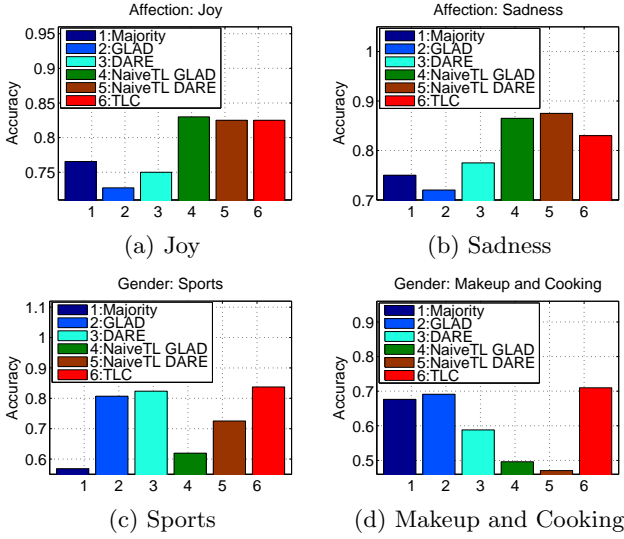 Affection: Joy
0.95
0.9
0.85
0.8
0.75
Accuracy
1:Majority
2:GLAD
3:DARE
4:NaiveTL GLAD
5:NaiveTL DARE
6:TLC
1 2 3 4 5 6
(a) Joy
Affection: Sadness
1
0.9
0.8
0.7
Accuracy
1:Majority
2:GLAD
3:DARE
4:NaiveTL GLAD
5:NaiveTL DARE
6:TLC
1 2 3 4 5 6
(b) Sadness
Gender: Sports
1.1
1
0.9
0.8
0.7
0.6
Accuracy
1:Majority
2:GLAD
3:DARE
4:NaiveTL GLAD
5:NaiveTL DARE
6:TLC
1 2 3 4 5 6
(c) Sports
Gender: Makeup and Cooking
0.9
0.8
0.7
0.6
0.5
Accuracy
1:Majority
2:GLAD
3:DARE
4:NaiveTL GLAD
5:NaiveTL DARE
6:TLC
1 2 3 4 5 6
(d) Makeup and Cooking